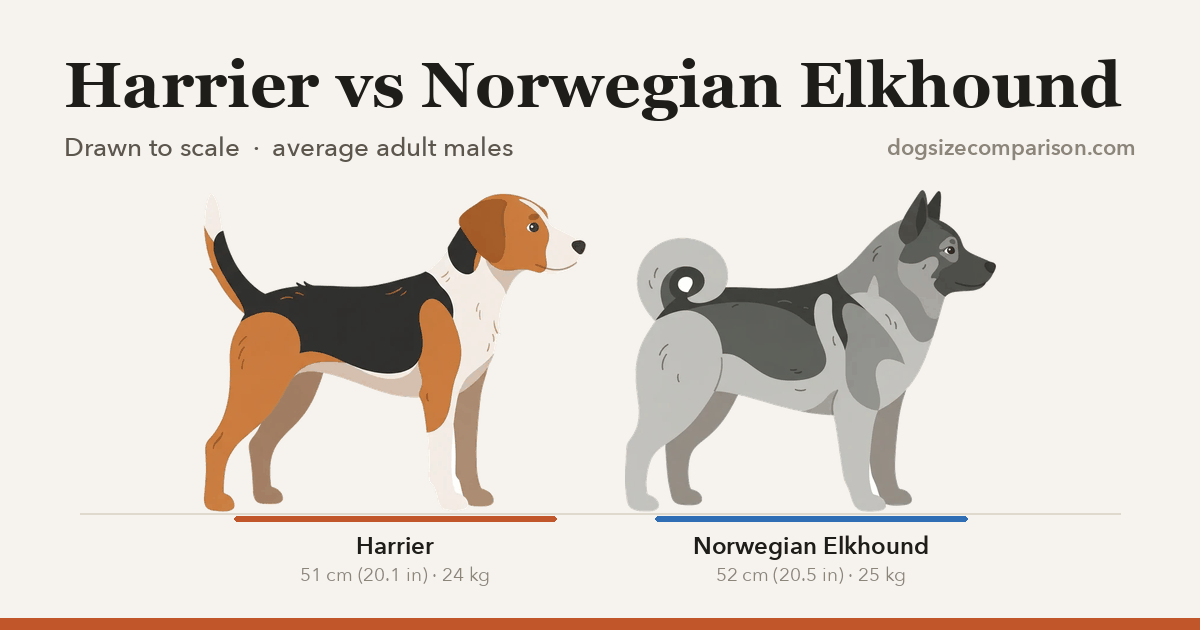 Harrier vs Norwegian Elkhound
Drawn to scale · average adult males
dogsizecomparison.com
Harrier
51 cm (20.1 in) · 24 kg
Norwegian Elkhound
52 cm (20.5 in) · 25 kg